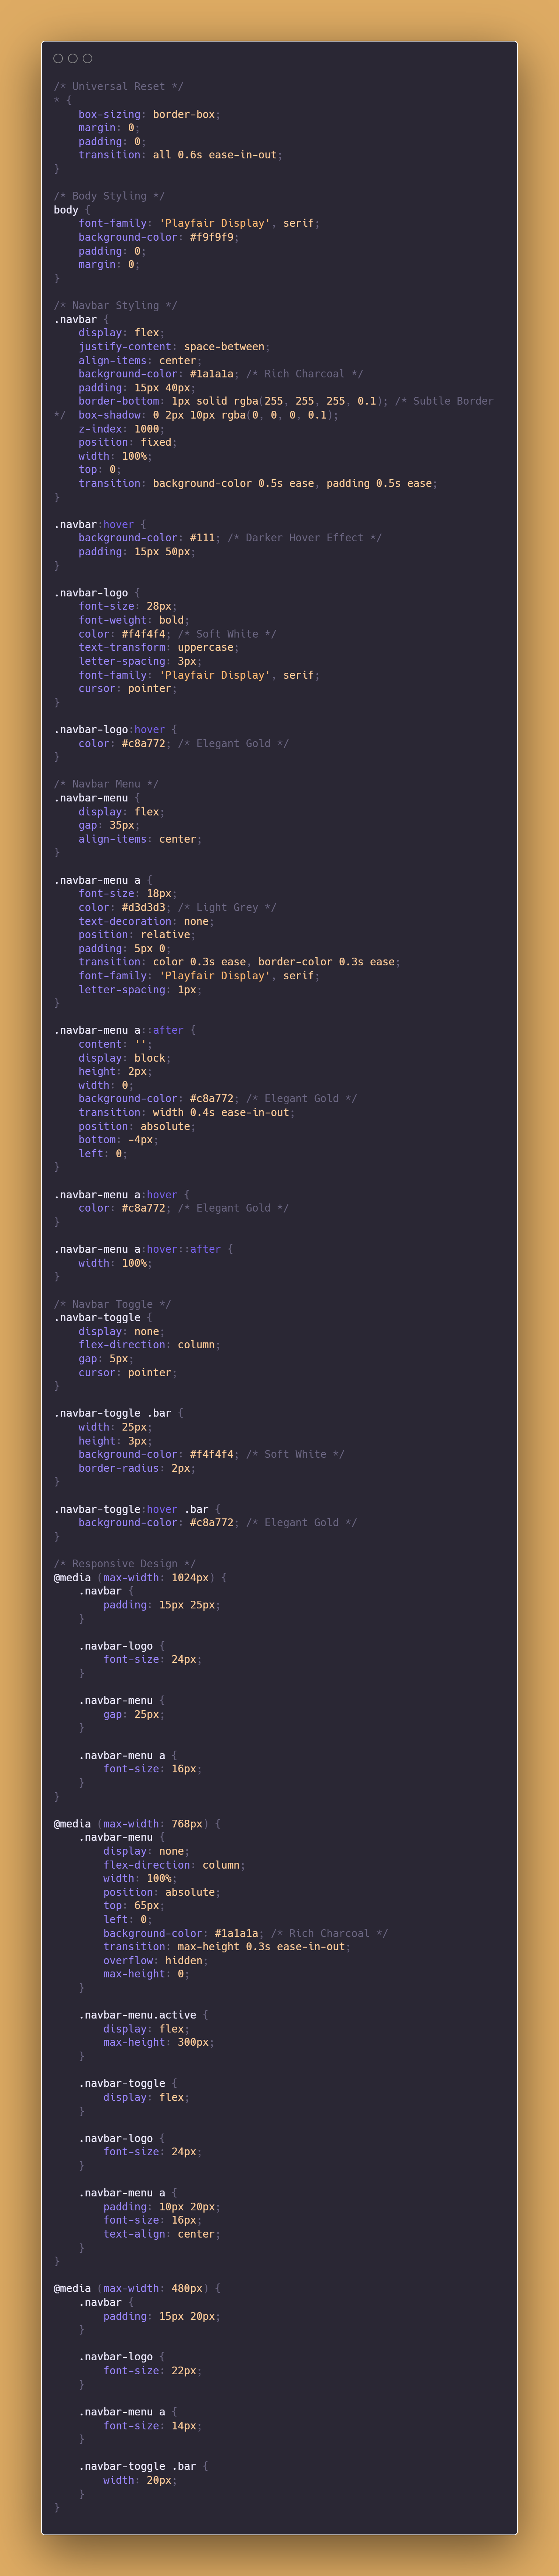 /* Universal Reset */
* {
    box-sizing: border-box;
    margin: 0;
    padding: 0;
    transition: all 0.6s ease-in-out;
}

/* Body Styling */
body {
    font-family: 'Playfair Display', serif;
    background-color: #f9f9f9;
    padding: 0;
    margin: 0;
}

/* Navbar Styling */
.navbar {
    display: flex;
    justify-content: space-between;
    align-items: center;
    background-color: #1a1a1a; /* Rich Charcoal */
    padding: 15px 40px;
    border-bottom: 1px solid rgba(255, 255, 255, 0.1); /* Subtle Border
*/  box-shadow: 0 2px 10px rgba(0, 0, 0, 0.1);
    z-index: 1000;
    position: fixed;
    width: 100%;
    top: 0;
    transition: background-color 0.5s ease, padding 0.5s ease;
}

.navbar:hover {
    background-color: #111; /* Darker Hover Effect */
    padding: 15px 50px;
}

.navbar-logo {
    font-size: 28px;
    font-weight: bold;
    color: #f4f4f4; /* Soft White */
    text-transform: uppercase;
    letter-spacing: 3px;
    font-family: 'Playfair Display', serif;
    cursor: pointer;
}

.navbar-logo:hover {
    color: #c8a772; /* Elegant Gold */
}

/* Navbar Menu */
.navbar-menu {
    display: flex;
    gap: 35px;
    align-items: center;
}

.navbar-menu a {
    font-size: 18px;
    color: #d3d3d3; /* Light Grey */
    text-decoration: none;
    position: relative;
    padding: 5px 0;
    transition: color 0.3s ease, border-color 0.3s ease;
    font-family: 'Playfair Display', serif;
    letter-spacing: 1px;
}

.navbar-menu a::after {
    content: '';
    display: block;
    height: 2px;
    width: 0;
    background-color: #c8a772; /* Elegant Gold */
    transition: width 0.4s ease-in-out;
    position: absolute;
    bottom: -4px;
    left: 0;
}

.navbar-menu a:hover {
    color: #c8a772; /* Elegant Gold */
}

.navbar-menu a:hover::after {
    width: 100%;
}

/* Navbar Toggle */
.navbar-toggle {
    display: none;
    flex-direction: column;
    gap: 5px;
    cursor: pointer;
}

.navbar-toggle .bar {
    width: 25px;
    height: 3px;
    background-color: #f4f4f4; /* Soft White */
    border-radius: 2px;
}

.navbar-toggle:hover .bar {
    background-color: #c8a772; /* Elegant Gold */
}

/* Responsive Design */
@media (max-width: 1024px) {
    .navbar {
        padding: 15px 25px;
    }

    .navbar-logo {
        font-size: 24px;
    }

    .navbar-menu {
        gap: 25px;
    }

    .navbar-menu a {
        font-size: 16px;
    }
}

@media (max-width: 768px) {
    .navbar-menu {
        display: none;
        flex-direction: column;
        width: 100%;
        position: absolute;
        top: 65px;
        left: 0;
        background-color: #1a1a1a; /* Rich Charcoal */
        transition: max-height 0.3s ease-in-out;
        overflow: hidden;
        max-height: 0;
    }

    .navbar-menu.active {
        display: flex;
        max-height: 300px;
    }

    .navbar-toggle {
        display: flex;
    }

    .navbar-logo {
        font-size: 24px;
    }

    .navbar-menu a {
        padding: 10px 20px;
        font-size: 16px;
        text-align: center;
    }
}

@media (max-width: 480px) {
    .navbar {
        padding: 15px 20px;
    }

    .navbar-logo {
        font-size: 22px;
    }

    .navbar-menu a {
        font-size: 14px;
    }

    .navbar-toggle .bar {
        width: 20px;
    }
}